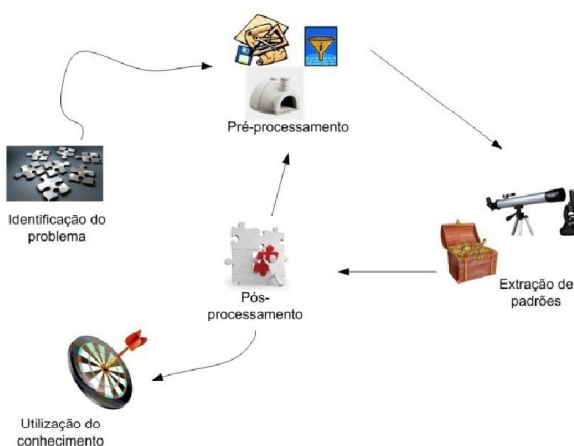 Pré-processamento
Identificação do
problema
Extração de
padrões
Pós-
processamento
Utilização do
conhecimento